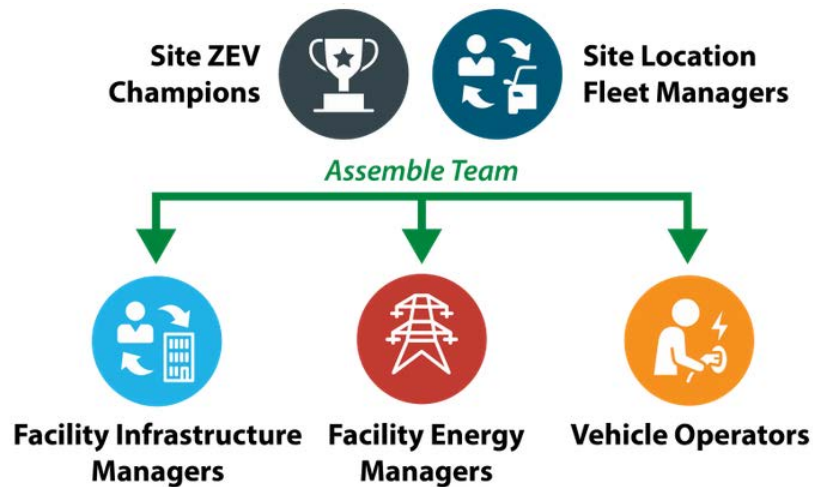 Site ZEV
Champions
Site Location
Fleet Managers
Assemble Team
Facility Infrastructure
Managers
Facility Energy
Managers
Vehicle Operators